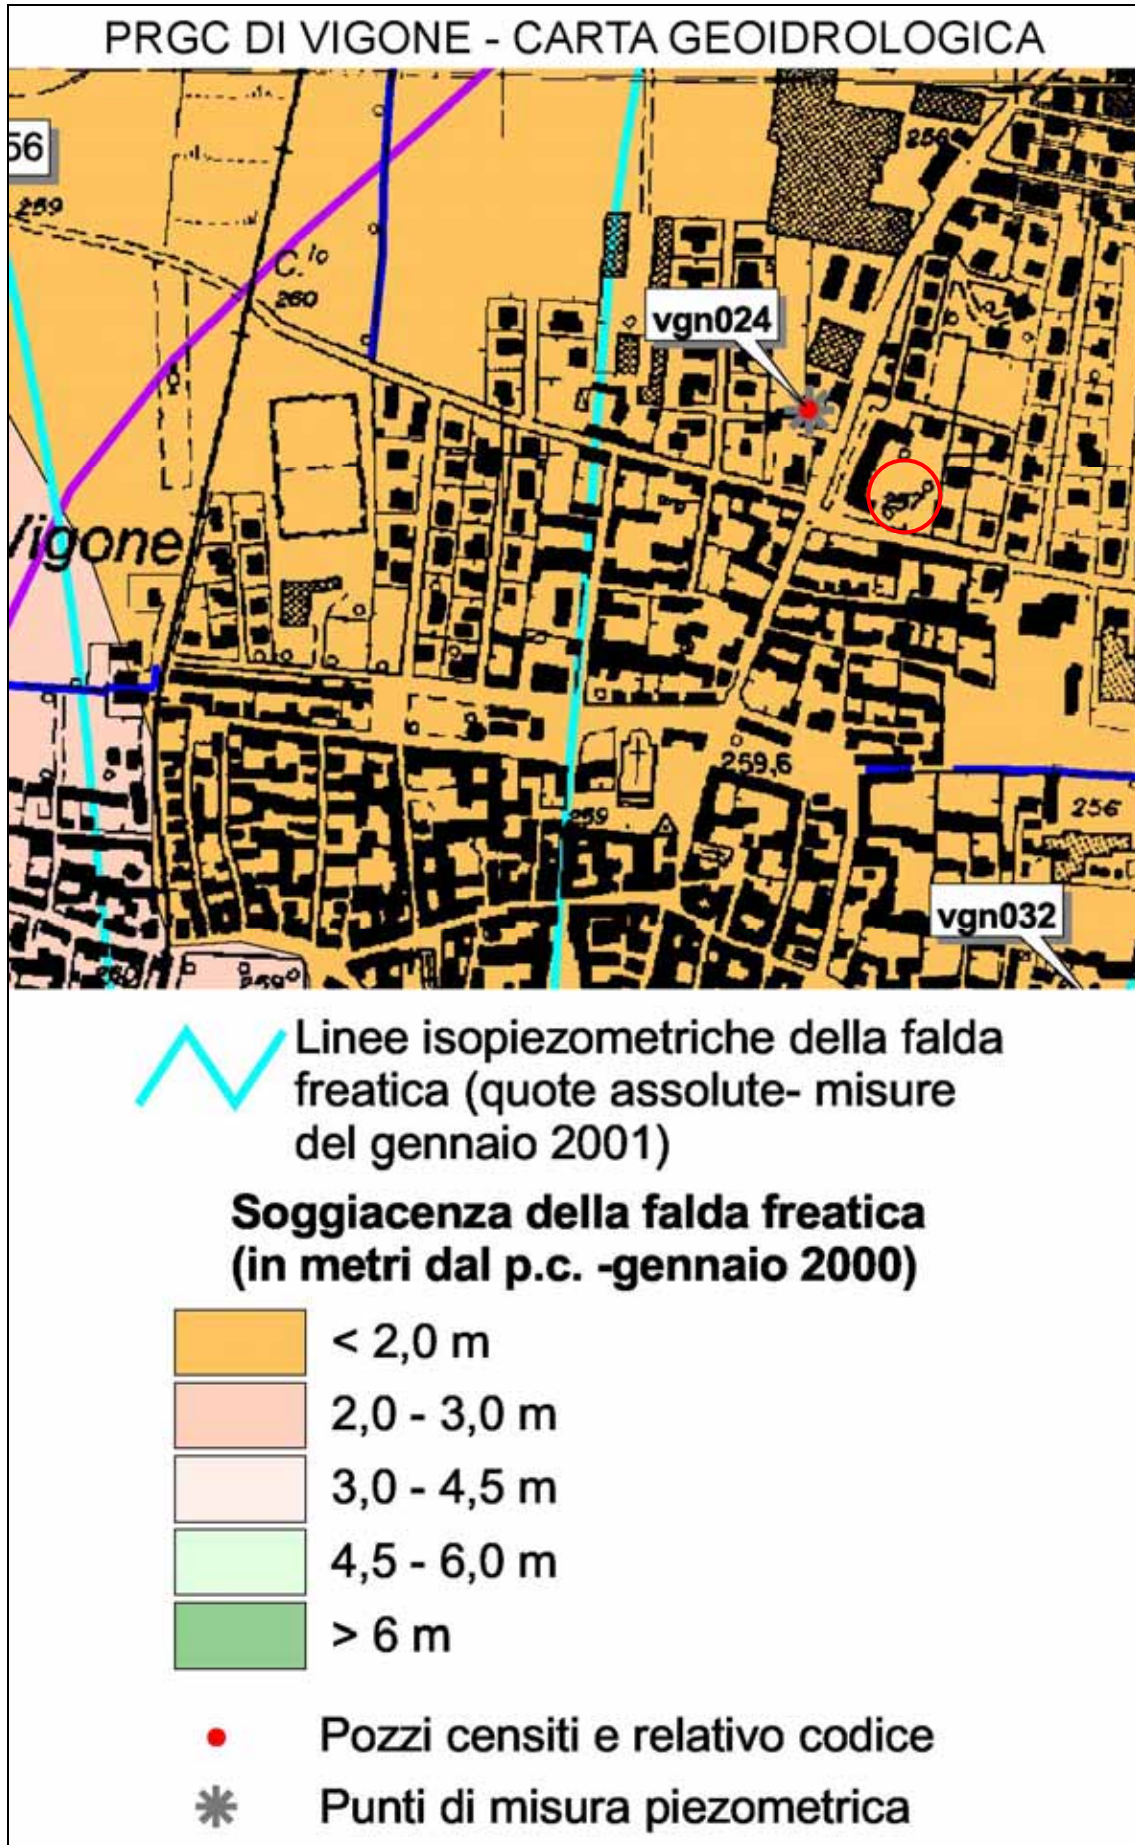 PRGC DI VIGONE - CARTA GEOIDROLOGICA
56
259
256
C.lo
260
vgn024
257
Vigone
259,6
259
256
vgn032
260
259
Linee isopiezometriche della falda
freatica (quote assolute- misure
del gennaio 2001)
Soggiacenza della falda freatica
(in metri dal p.c. -gennaio 2000)
< 2,0 m
2,0 - 3,0 m
3,0 - 4,5 m
4,5 - 6,0 m
> 6 m
Pozzi censiti e relativo codice
Punti di misura piezometrica